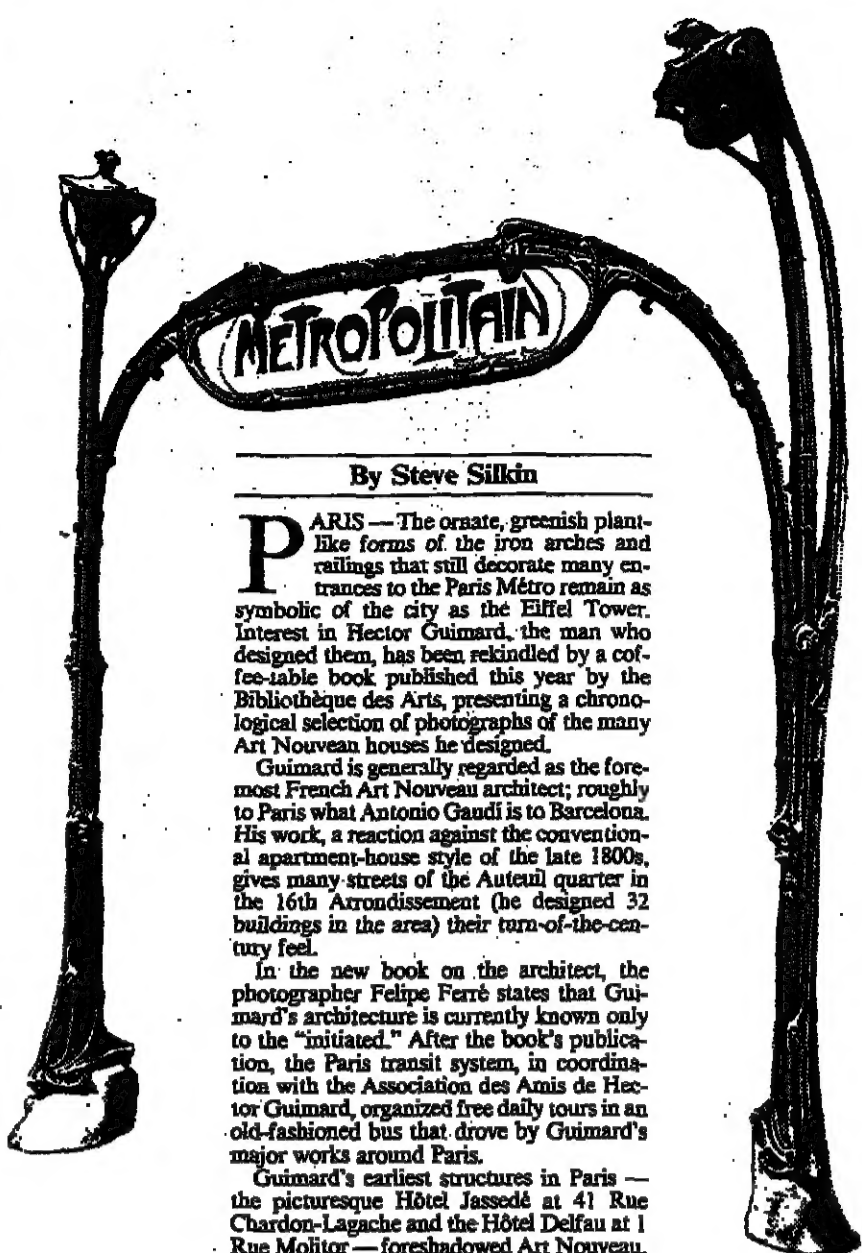 METROPOLITAIN
By Steve Silkin
PARIS — The ornate, greenish plant-
like forms of the iron arches and
railings that still decorate many en-
trances to the Paris Métro remain as
symbolic of the city as the Eiffel Tower.
Interest in Hector Guimard, the man who
designed them, has been rekindled by a cof-
fee-table book published this year by the
Bibliothèque des Arts, presenting a chrono-
logical selection of photographs of the many
Art Nouveau houses he designed.
Guimard is generally regarded as the fore-
most French Art Nouveau architect; roughly
to Paris what Antonio Gaudí is to Barcelona.
His work, a reaction against the convention-
al apartment-house style of the late 1800s,
gives many streets of the Auteuil quarter in
the 16th Arrondissement (he designed 32
buildings in the area) their turn-of-the-cen-
tury feel.
In the new book on the architect, the
photographer Felipe Ferré states that Gui-
mard's architecture is currently known only
to the "initiated." After the book's publica-
tion, the Paris transit system, in coordina-
tion with the Association des Amis de Hec-
tor Guimard, organized free daily tours in an
old-fashioned bus that drove by Guimard's
major works around Paris.
Guimard's earliest structures in Paris —
the picturesque Hôtel Jassedé at 41 Rue
Chardon-Lagache and the Hôtel Delfau at 1
Rue Molitor — foreshadowed Art Nouveau.